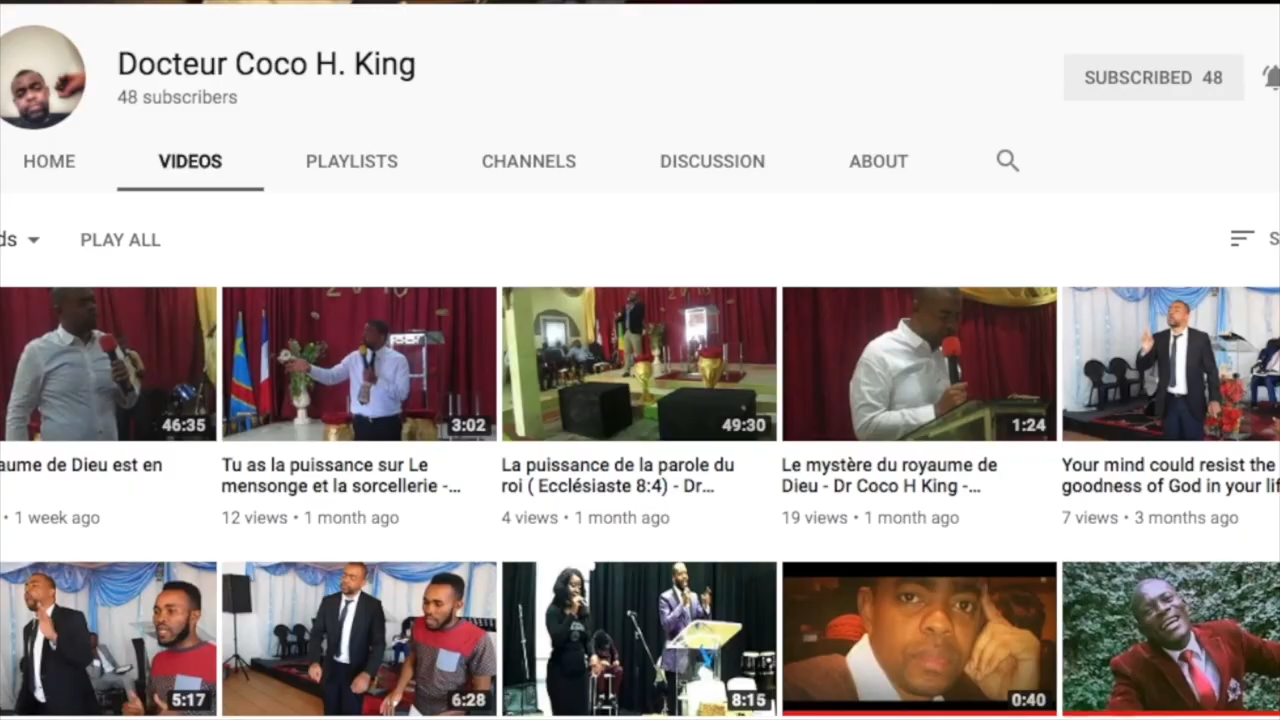 Docteur Coco H. King
48 subscribers
SUBSCRIBED 48
HOME VIDEOS PLAYLISTS CHANNELS DISCUSSION ABOUT
ds PLAY ALL S
46:35 3:02 49:30 1:24
aume de Dieu est en
1 week ago
Tu as la puissance sur Le
mensonge et la sorcellerie -...
12 views • 1 month ago
La puissance de la parole du
roi ( Ecclésiaste 8:4) - Dr...
4 views • 1 month ago
Le mystère du royaume de
Dieu - Dr Coco H King -...
19 views • 1 month ago
Your mind could resist the
goodness of God in your lif
7 views • 3 months ago
5:17 6:28 8:15 0:40